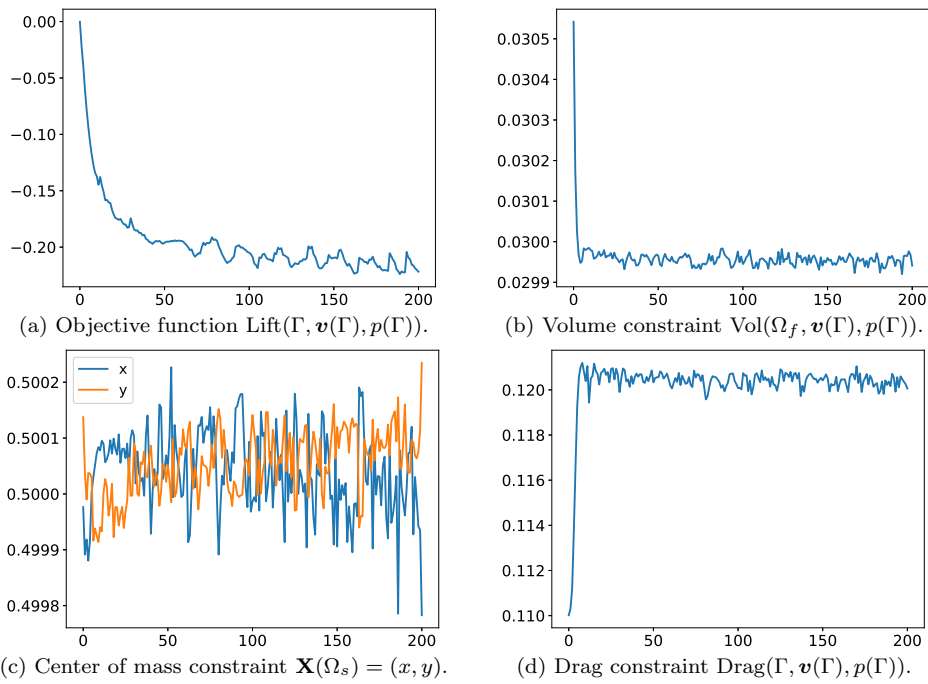 0.00
−0.05
−0.10
−0.15
−0.20
0 50 100 150 200
(a) Objective function Lift(Γ, v(Γ), p(Γ)).
0.0305
0.0304
0.0303
0.0302
0.0301
0.0300
0.0299
0 50 100 150 200
(b) Volume constraint Vol(Ω_f, v(Γ), p(Γ)).
x
y
0.5002
0.5001
0.5000
0.4999
0.4998
0 50 100 150 200
(c) Center of mass constraint X(Ω_s) = (x, y).
0.120
0.118
0.116
0.114
0.112
0.110
0 50 100 150 200
(d) Drag constraint Drag(Γ, v(Γ), p(Γ)).